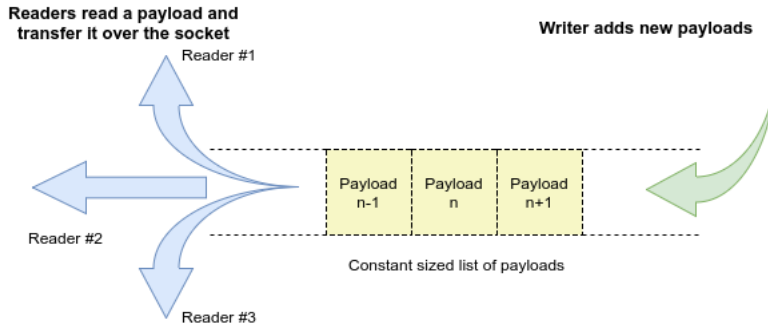 Readers read a payload and
transfer it over the socket
Writer adds new payloads
Reader #1
Payload
n-1
Payload
n
Payload
n+1
Reader #2
Constant sized list of payloads
Reader #3